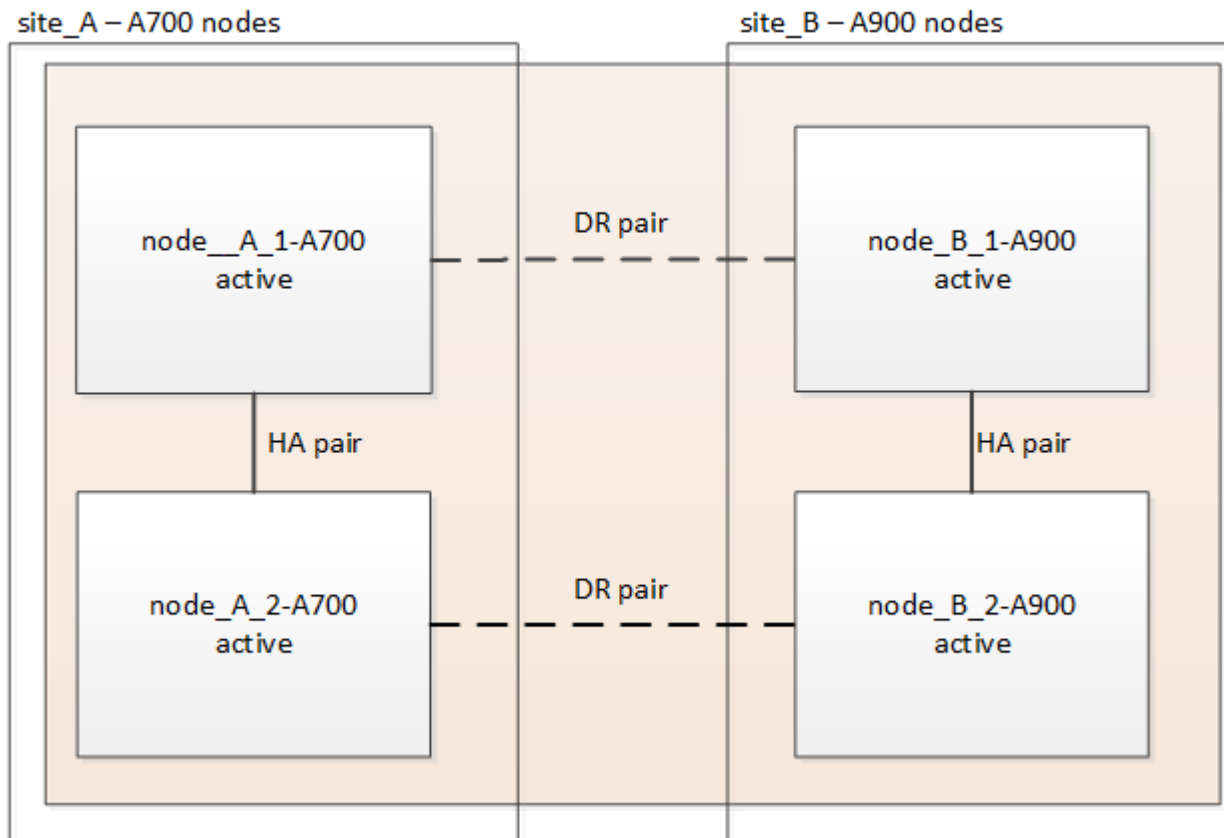 site_A – A700 nodes
site_B – A900 nodes
node__A_1-A700
active
DR pair
node_B_1-A900
active
HA pair
HA pair
node_A_2-A700
active
DR pair
node_B_2-A900
active